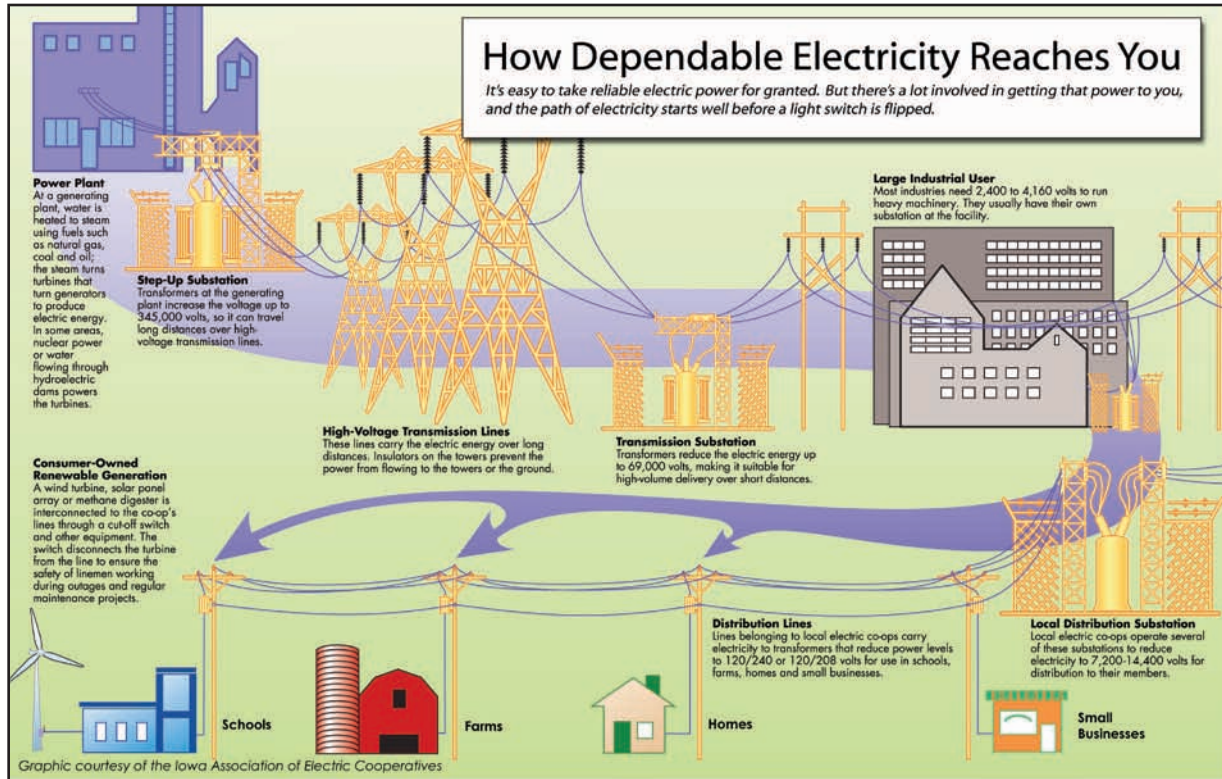 How Dependable Electricity Reaches You
It's easy to take reliable electric power for granted. But there's a lot involved in getting that power to you,
and the path of electricity starts well before a light switch is flipped.
Power Plant
At a generating
plant, water is
heated to steam
using fuels such
as natural gas,
coal and oil;
the steam turns
turbines that
turn generators
to produce
electric energy.
In some areas,
nuclear power
or water
flowing through
hydroelectric
dams powers
the turbines.
Step-Up Substation
Transformers at the generating
plant increase the voltage up to
345,000 volts, so it can travel
long distances over high-
voltage transmission lines.
High-Voltage Transmission Lines
These lines carry the electric energy over long
distances. Insulators on the towers prevent the
power from flowing to the towers or the ground.
Transmission Substation
Transformers reduce the electric energy up
to 69,000 volts, making it suitable for
high-volume delivery over short distances.
Large Industrial User
Most industries need 2,400 to 4,160 volts to run
heavy machinery. They usually have their own
substation at the facility.
Consumer-Owned
Renewable Generation
A wind turbine, solar panel
array or methane digester is
interconnected to the co-op's
lines through a cut-off switch
and other equipment. The
switch disconnects the turbine
from the line to ensure the
safety of linemen working
during outages and regular
maintenance projects.
Distribution Lines
Lines belonging to local electric co-ops carry
electricity to transformers that reduce power levels
to 120/240 or 120/208 volts for use in schools,
farms, homes and small businesses.
Local Distribution Substation
Local electric co-ops operate several
of these substations to reduce
electricity to 7,200-14,400 volts for
distribution to their members.
Schools
Farms
Homes
Small
Businesses
Graphic courtesy of the Iowa Association of Electric Cooperatives